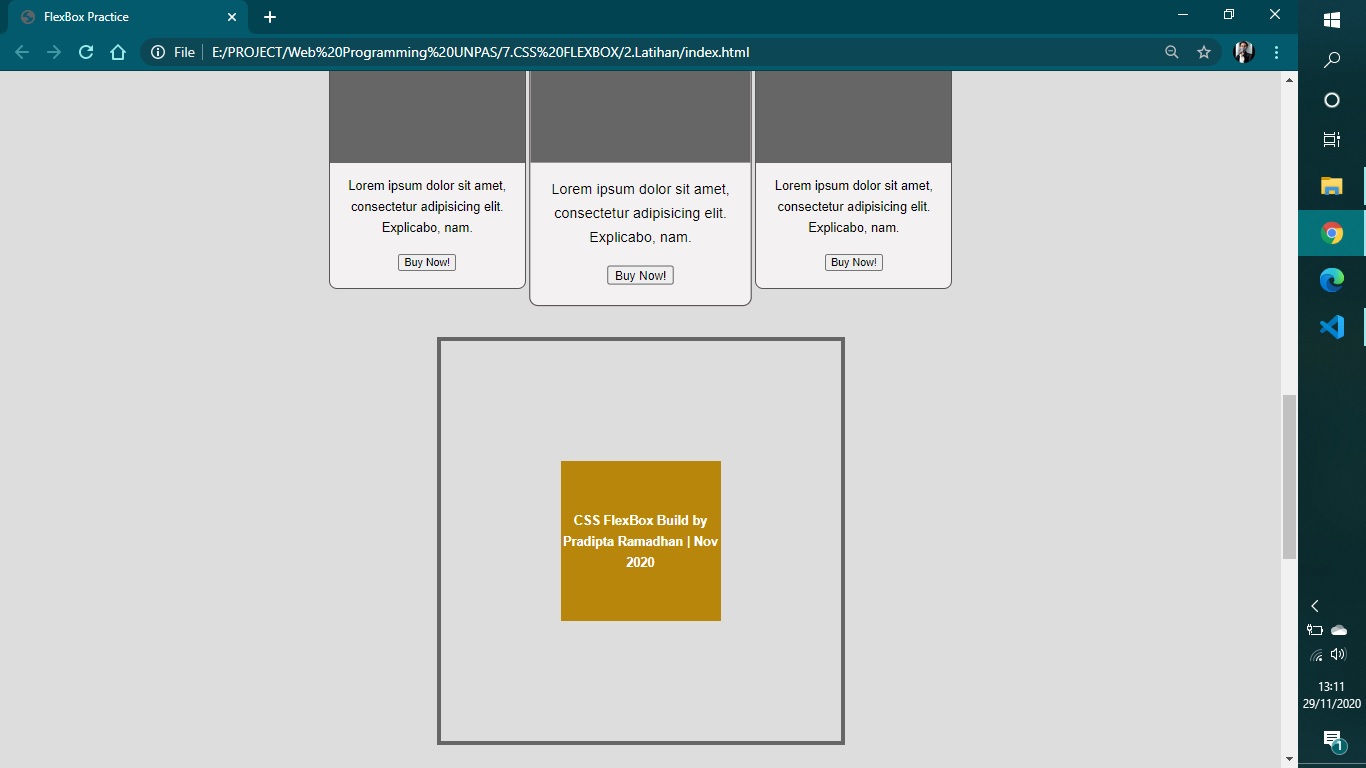 FlexBox Practice
File
E:/PROJECT/Web%20Programming%20UNPAS/7.CSS%20FLEXBOX/2.Latihan/index.html
Lorem ipsum dolor sit amet,
consectetur adipisicing elit.
Explicabo, nam.
Buy Now!
Lorem ipsum dolor sit amet,
consectetur adipisicing elit.
Explicabo, nam.
Buy Now!
Lorem ipsum dolor sit amet,
consectetur adipisicing elit.
Explicabo, nam.
Buy Now!
CSS FlexBox Build by
Pradipta Ramadhan | Nov
2020
13:11
29/11/2020
1